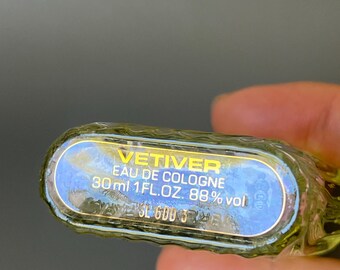 VETIVER
EAU DE COLOGNE
30ml 1FL.OZ. 88% vol